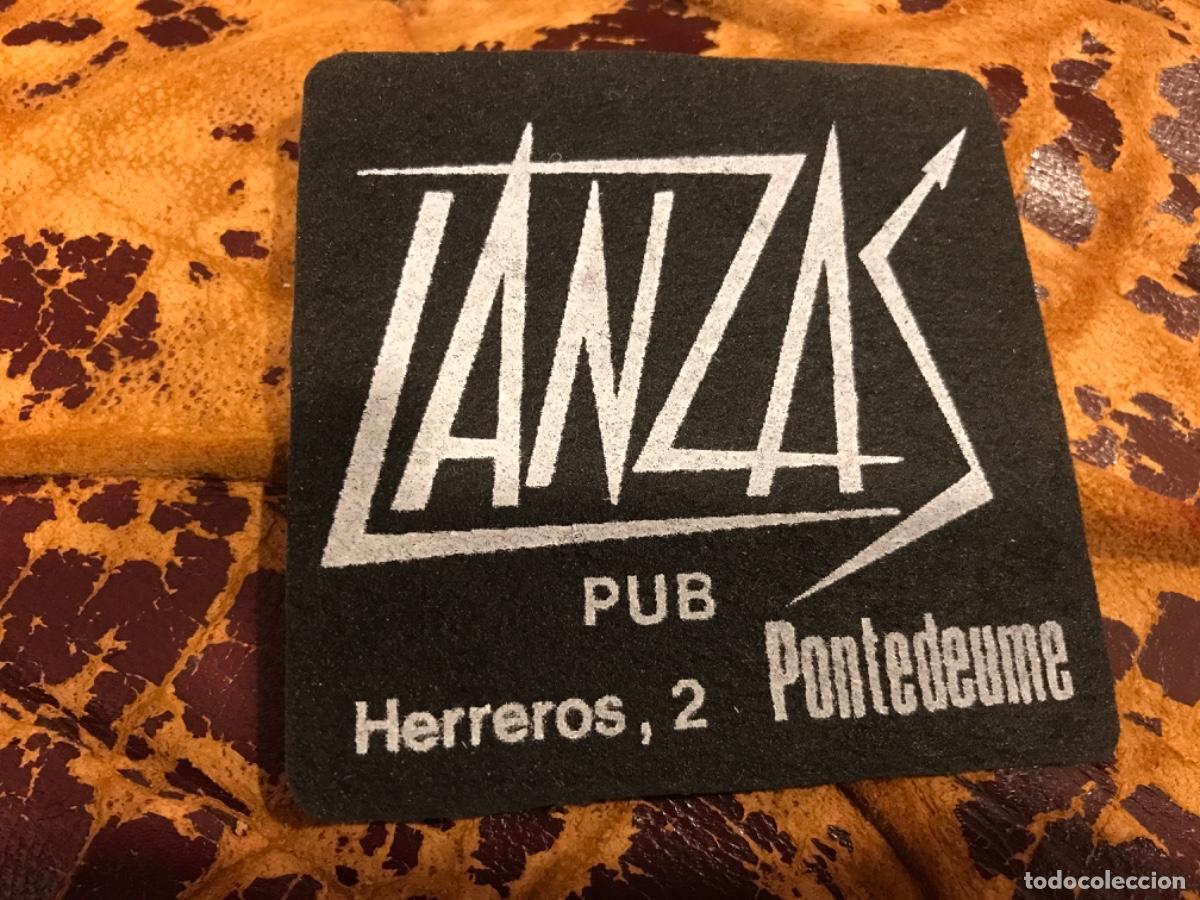 LANZAS
PUB
Pontedeume
Herreros, 2
todocoleccion